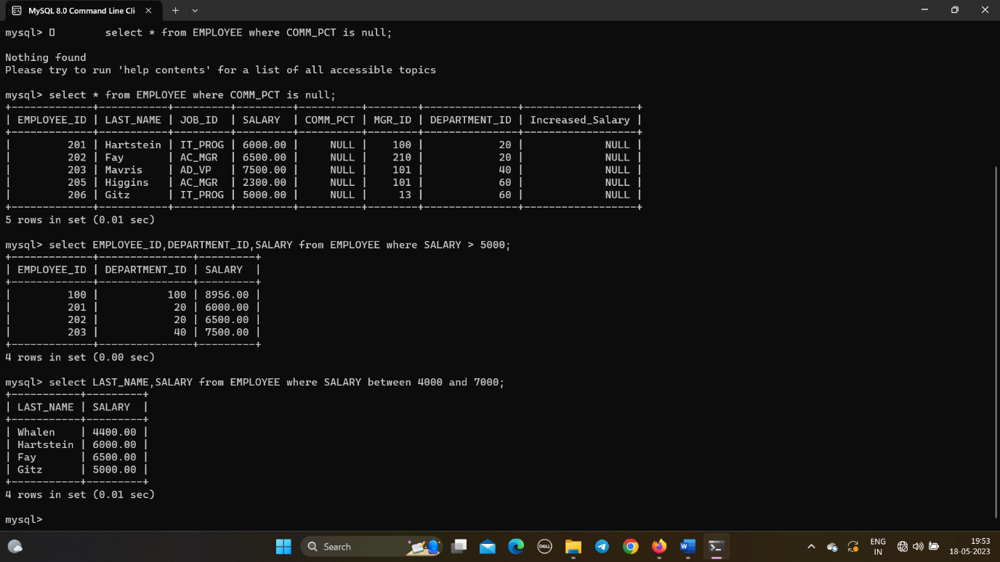 MySQL 8.0 Command Line Cli
mysql> select * from EMPLOYEE where COMM_PCT is null;
Nothing found
Please try to run 'help contents' for a list of all accessible topics
mysql> select * from EMPLOYEE where COMM_PCT is null;
+-------------+-----------+---------+---------+----------+--------+---------------+------------------+
| EMPLOYEE_ID | LAST_NAME | JOB_ID | SALARY | COMM_PCT | MGR_ID | DEPARTMENT_ID | Increased_Salary |
+-------------+-----------+---------+---------+----------+--------+---------------+------------------+
| 201 | Hartstein | IT_PROG | 6000.00 | NULL | 100 | 20 | NULL |
| 202 | Fay | AC_MGR | 6500.00 | NULL | 210 | 20 | NULL |
| 203 | Mavris | AD_VP | 7500.00 | NULL | 101 | 40 | NULL |
| 205 | Higgins | AC_MGR | 2300.00 | NULL | 101 | 60 | NULL |
| 206 | Gitz | IT_PROG | 5000.00 | NULL | 13 | 60 | NULL |
+-------------+-----------+---------+---------+----------+--------+---------------+------------------+
5 rows in set (0.01 sec)
mysql> select EMPLOYEE_ID,DEPARTMENT_ID,SALARY from EMPLOYEE where SALARY > 5000;
+-------------+---------------+---------+
| EMPLOYEE_ID | DEPARTMENT_ID | SALARY |
+-------------+---------------+---------+
| 100 | 100 | 8956.00 |
| 201 | 20 | 6000.00 |
| 202 | 20 | 6500.00 |
| 203 | 40 | 7500.00 |
+-------------+---------------+---------+
4 rows in set (0.00 sec)
mysql> select LAST_NAME,SALARY from EMPLOYEE where SALARY between 4000 and 7000;
+-----------+---------+
| LAST_NAME | SALARY |
+-----------+---------+
| Whalen | 4400.00 |
| Hartstein | 6000.00 |
| Fay | 6500.00 |
| Gitz | 5000.00 |
+-----------+---------+
4 rows in set (0.01 sec)
mysql>
Search
DELL
W
ENG
IN
19:53
18-05-2023